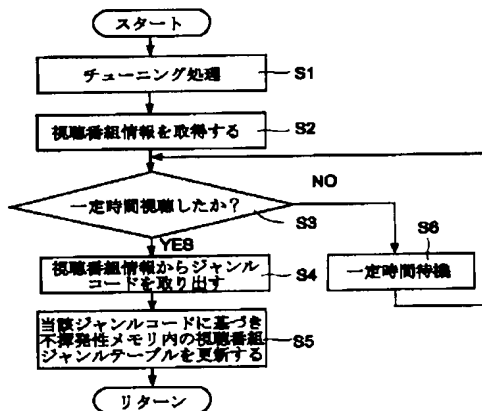 スタート
チューニング処理
S1
視聴番組情報を取得する
S2
一定時間視聴したか?
S3
NO
YES
S6
一定時間待機
視聴番組情報からジャンル
コードを取り出す
S4
当該ジャンルコードに基づき
不揮発性メモリ内の視聴番組
ジャンルテーブルを更新する
S5
リターン